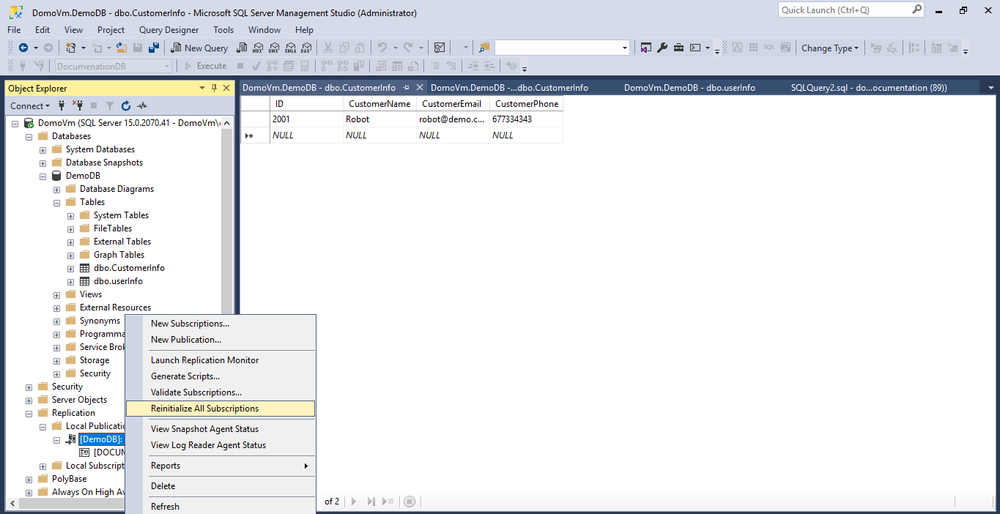 DomoVm.DemoDB - dbo.CustomerInfo - Microsoft SQL Server Management Studio (Administrator)
Quick Launch (Ctrl+Q)
File Edit View Project Query Designer Tools Window Help
New Query
MDX DMX XMLA DAX
SQL
Change Type
DocumenationDB
Execute
Object Explorer
Connect
DomoVm (SQL Server 15.0.2070.41 - DomoVm\
Databases
System Databases
Database Snapshots
DemoDB
Database Diagrams
Tables
System Tables
FileTables
External Tables
Graph Tables
dbo.CustomerInfo
dbo.userInfo
Views
External Resources
Synonyms
Programma
Service Brok
Storage
Security
Security
Server Objects
Replication
Local Publicatio
[DemoDB]:
[DOCUM
Local Subscript
PolyBase
Always On High Av
DomoVm.DemoDB - dbo.CustomerInfo
DomoVm.DemoDB -...dbo.CustomerInfo
DomoVm.DemoDB - dbo.userInfo
SQLQuery2.sql - do...ocumentation (89))
ID CustomerName CustomerEmail CustomerPhone
2001 Robot robot@demo.c... 677334343
NULL NULL NULL NULL
New Subscriptions...
New Publication...
Launch Replication Monitor
Generate Scripts...
Validate Subscriptions...
Reinitialize All Subscriptions
View Snapshot Agent Status
View Log Reader Agent Status
Reports
Delete
Refresh
of 2